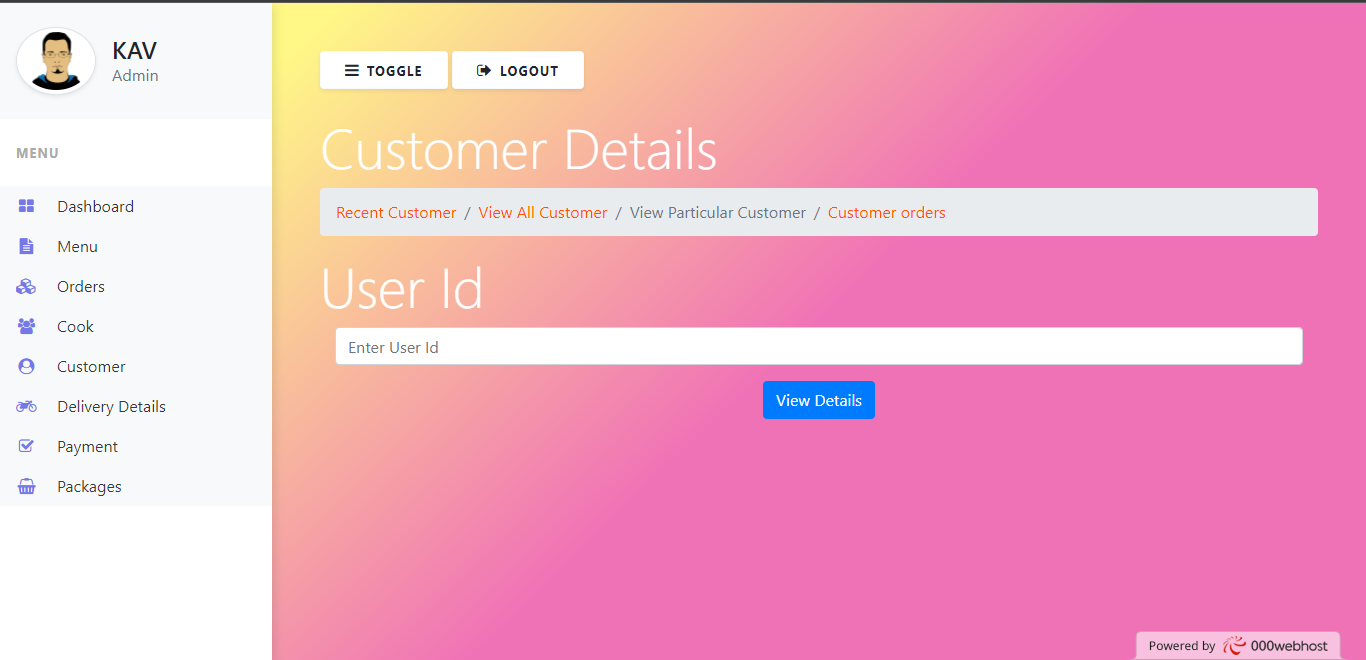 KAV
Admin
MENU
Dashboard
Menu
Orders
Cook
Customer
Delivery Details
Payment
Packages
TOGGLE
LOGOUT
Customer Details
Recent Customer / View All Customer / View Particular Customer / Customer orders
User Id
Enter User Id
View Details
Powered by 000webhost